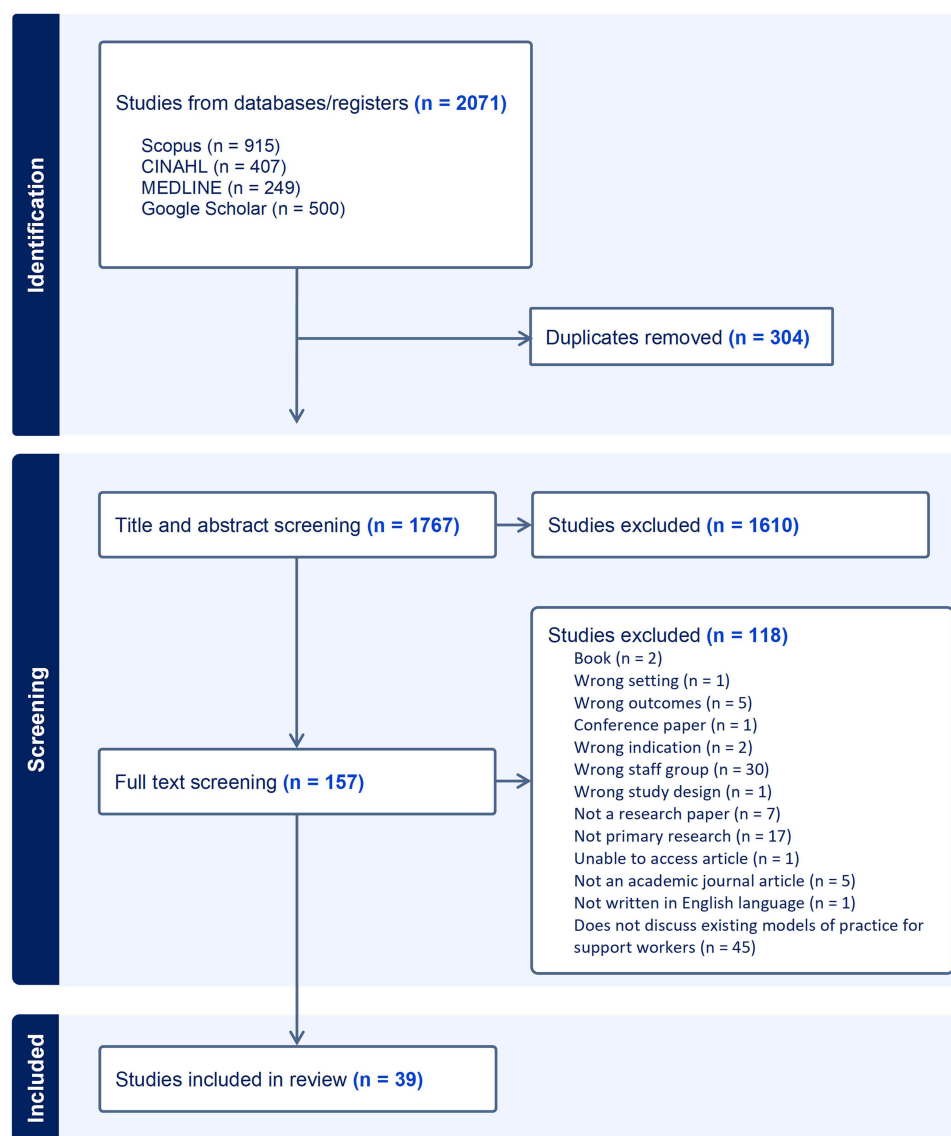 Identification
Studies from databases/registers (n = 2071)
Scopus (n = 915)
CINAHL (n = 407)
MEDLINE (n = 249)
Google Scholar (n = 500)
Duplicates removed (n = 304)
Screening
Title and abstract screening (n = 1767)
Studies excluded (n = 1610)
Full text screening (n = 157)
Studies excluded (n = 118)
Book (n = 2)
Wrong setting (n = 1)
Wrong outcomes (n = 5)
Conference paper (n = 1)
Wrong indication (n = 2)
Wrong staff group (n = 30)
Wrong study design (n = 1)
Not a research paper (n = 7)
Not primary research (n = 17)
Unable to access article (n = 1)
Not an academic journal article (n = 5)
Not written in English language (n = 1)
Does not discuss existing models of practice for
support workers (n = 45)
Included
Studies included in review (n = 39)